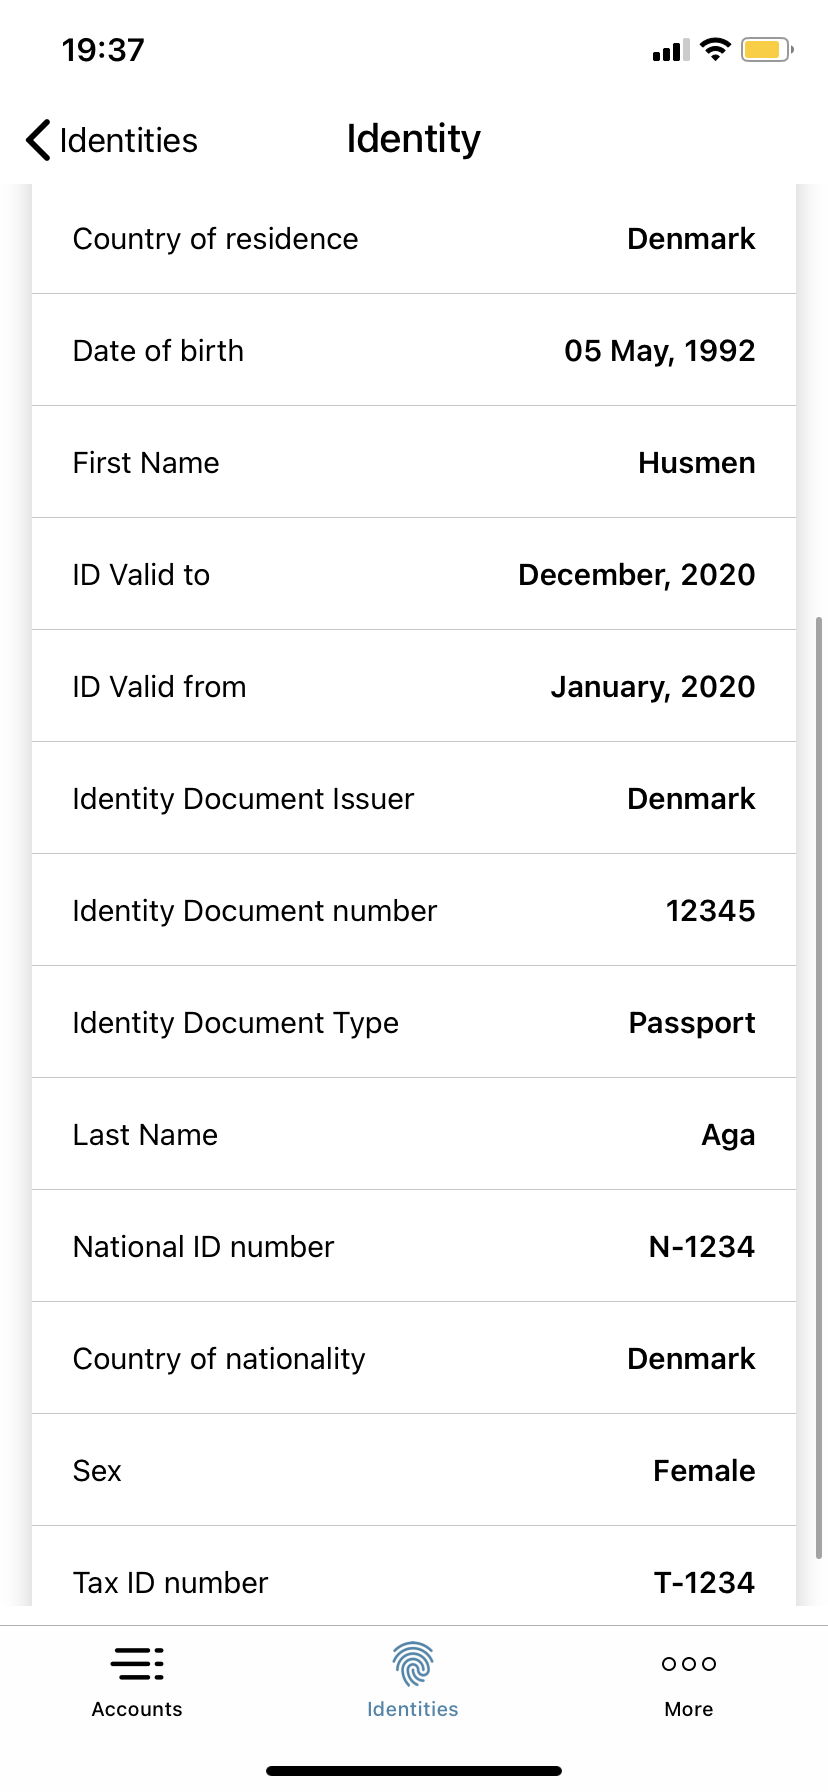 19:37
Identities
Identity
Country of residence Denmark
Date of birth 05 May, 1992
First Name Husmen
ID Valid to December, 2020
ID Valid from January, 2020
Identity Document Issuer Denmark
Identity Document number 12345
Identity Document Type Passport
Last Name Aga
National ID number N-1234
Country of nationality Denmark
Sex Female
Tax ID number T-1234
Accounts Identities More